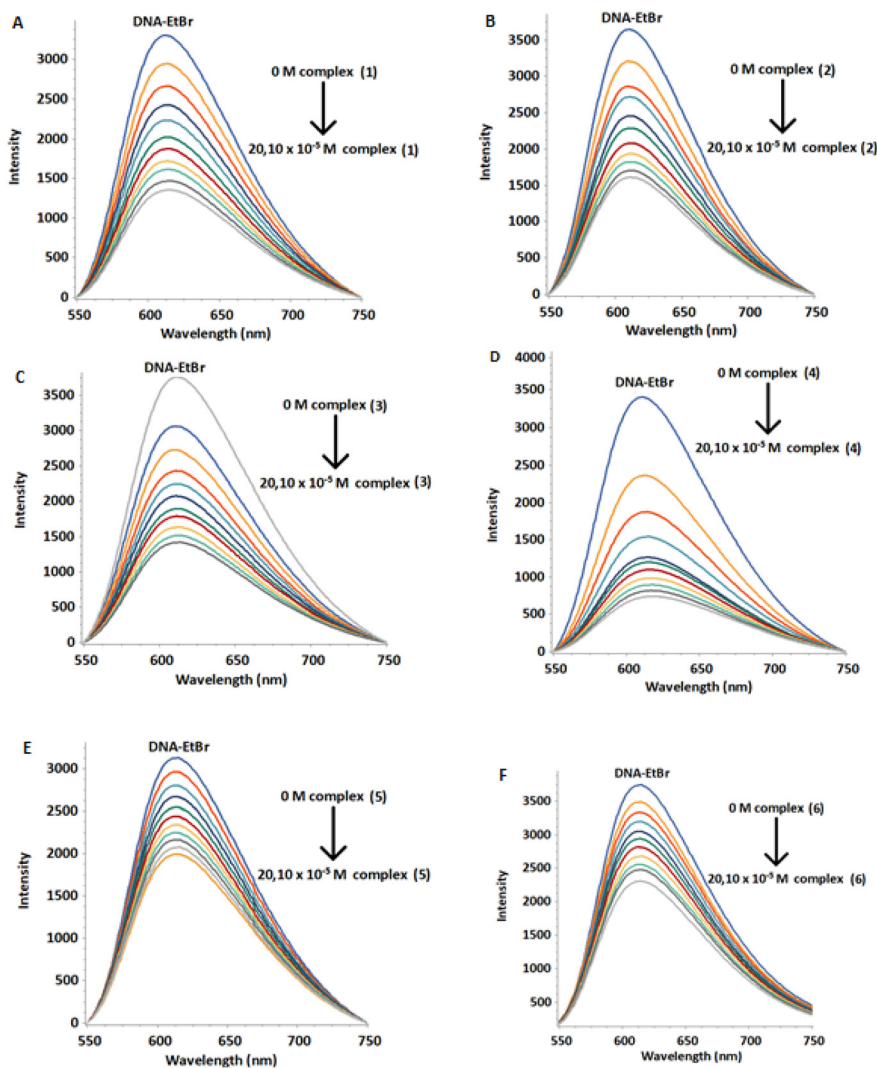 A
DNA-EtBr
0 M complex (1)
20,10 x 10⁻⁵ M complex (1)
Intensity
3000
2500
2000
1500
1000
500
0
550 600 650 700 750
Wavelength (nm)
B
DNA-EtBr
0 M complex (2)
20,10 x 10⁻⁵ M complex (2)
Intensity
3500
3000
2500
2000
1500
1000
500
0
550 600 650 700 750
Wavelength (nm)
C
DNA-EtBr
0 M complex (3)
20,10 x 10⁻⁵ M complex (3)
Intensity
3500
3000
2500
2000
1500
1000
500
0
550 600 650 700 750
Wavelength (nm)
D
DNA-EtBr
0 M complex (4)
20,10 x 10⁻⁵ M complex (4)
Intensity
4000
3500
3000
2500
2000
1500
1000
500
0
550 600 650 700 750
Wavelength (nm)
E
DNA-EtBr
0 M complex (5)
20,10 x 10⁻⁵ M complex (5)
Intensity
3000
2500
2000
1500
1000
500
0
550 600 650 700 750
Wavelength (nm)
F
DNA-EtBr
0 M complex (6)
20,10 x 10⁻⁵ M complex (6)
Intensity
3500
3000
2500
2000
1500
1000
500
550 600 650 700 750
Wavelength (nm)